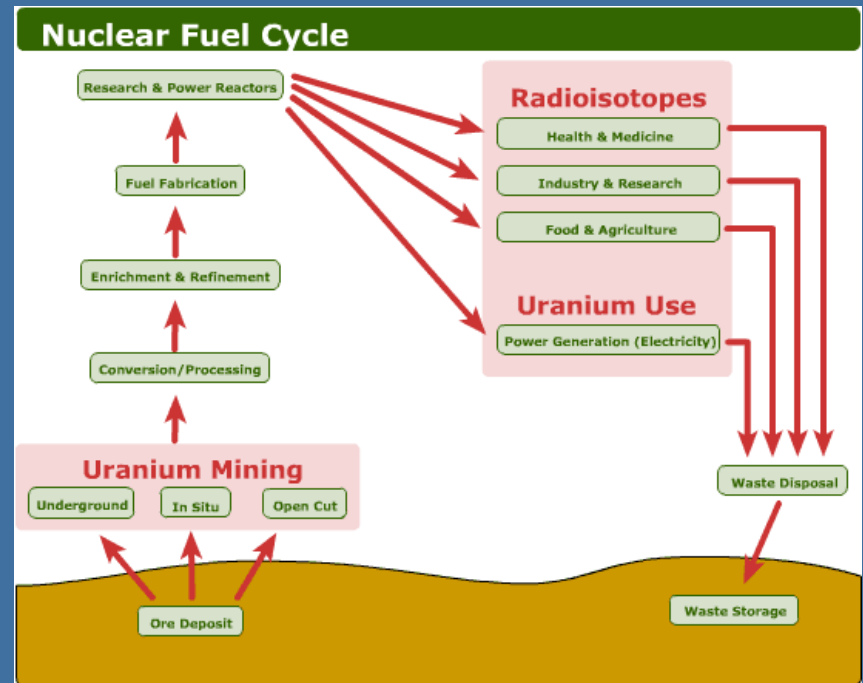 Nuclear Fuel Cycle
Research & Power Reactors
Fuel Fabrication
Enrichment & Refinement
Conversion/Processing
Uranium Mining
Underground
In Situ
Open Cut
Ore Deposit
Radioisotopes
Health & Medicine
Industry & Research
Food & Agriculture
Uranium Use
Power Generation (Electricity)
Waste Disposal
Waste Storage